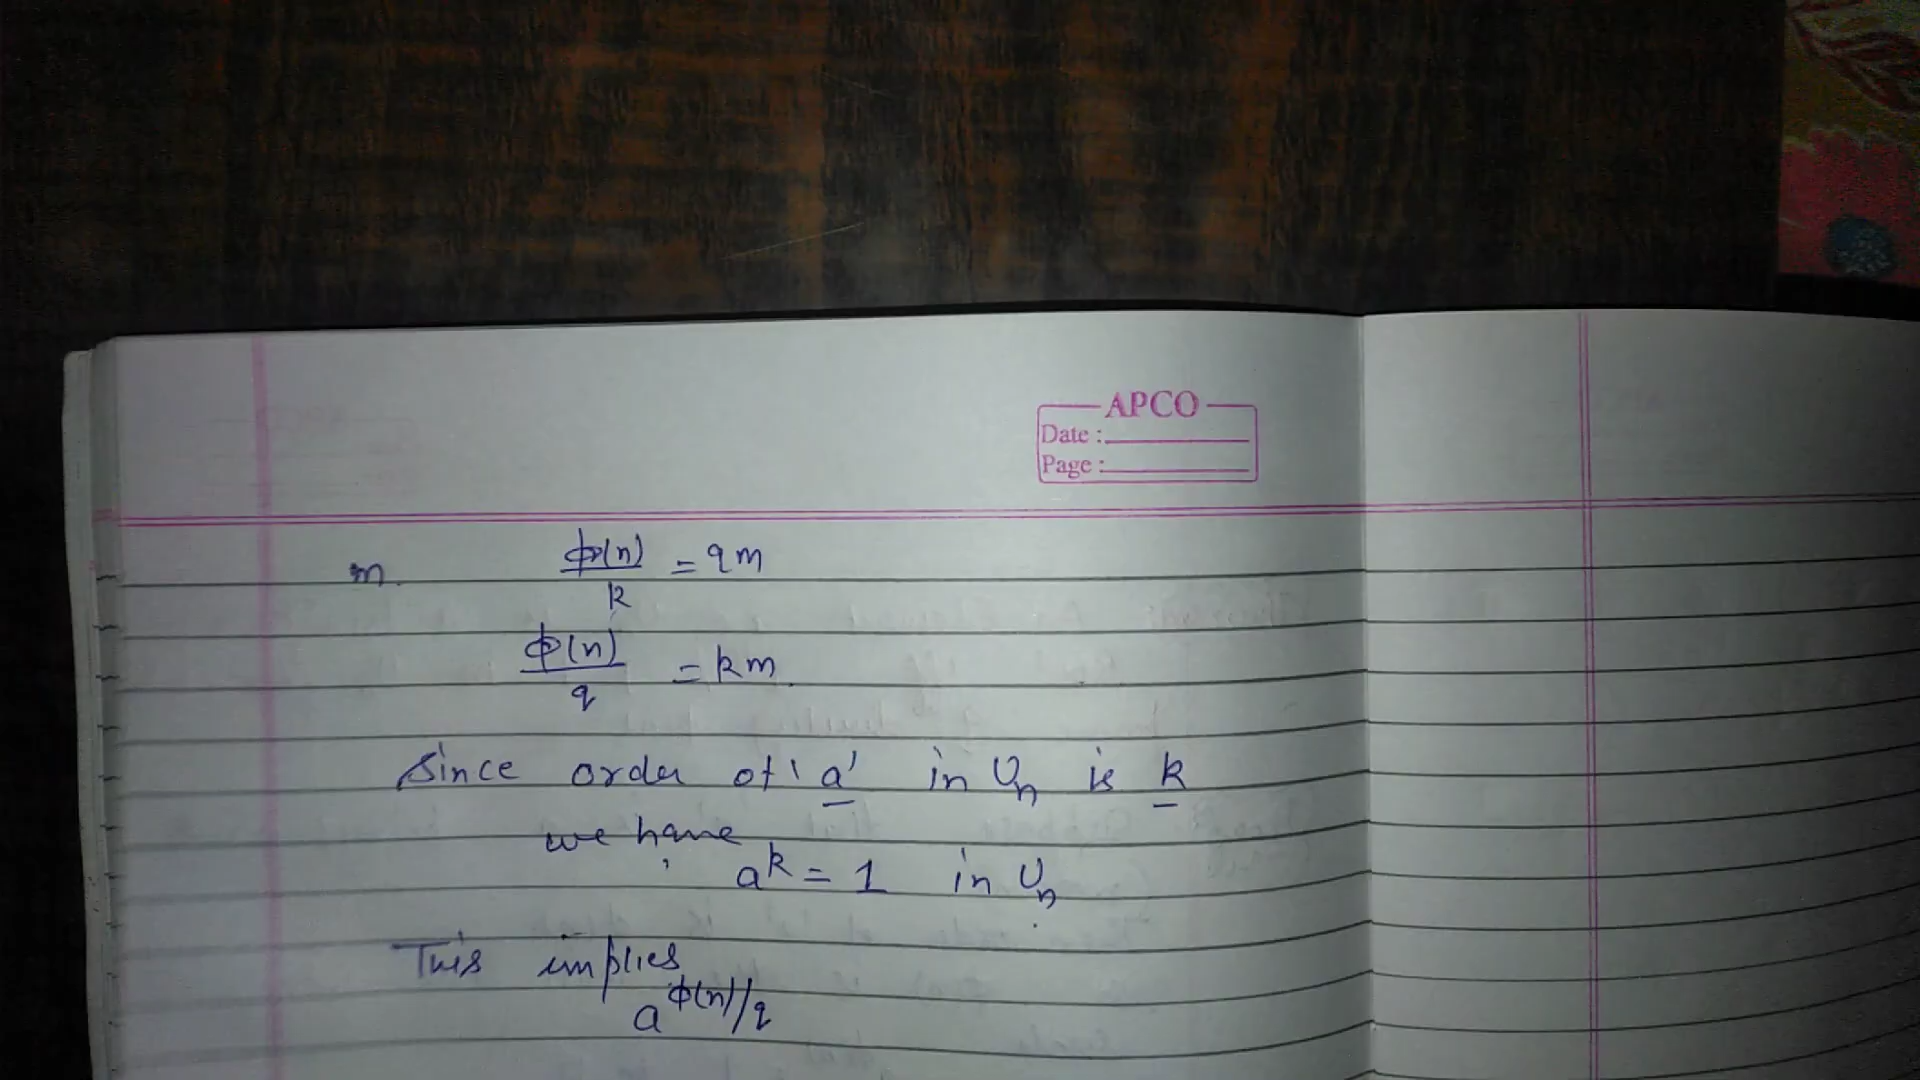 APCO
Date :
Page :
m.
φ(n)/k = qm
φ(n)/q = km.
Since order of 'a' in Un is k
we have,
a^k = 1 in Un.
This implies
a^φ(n)/q